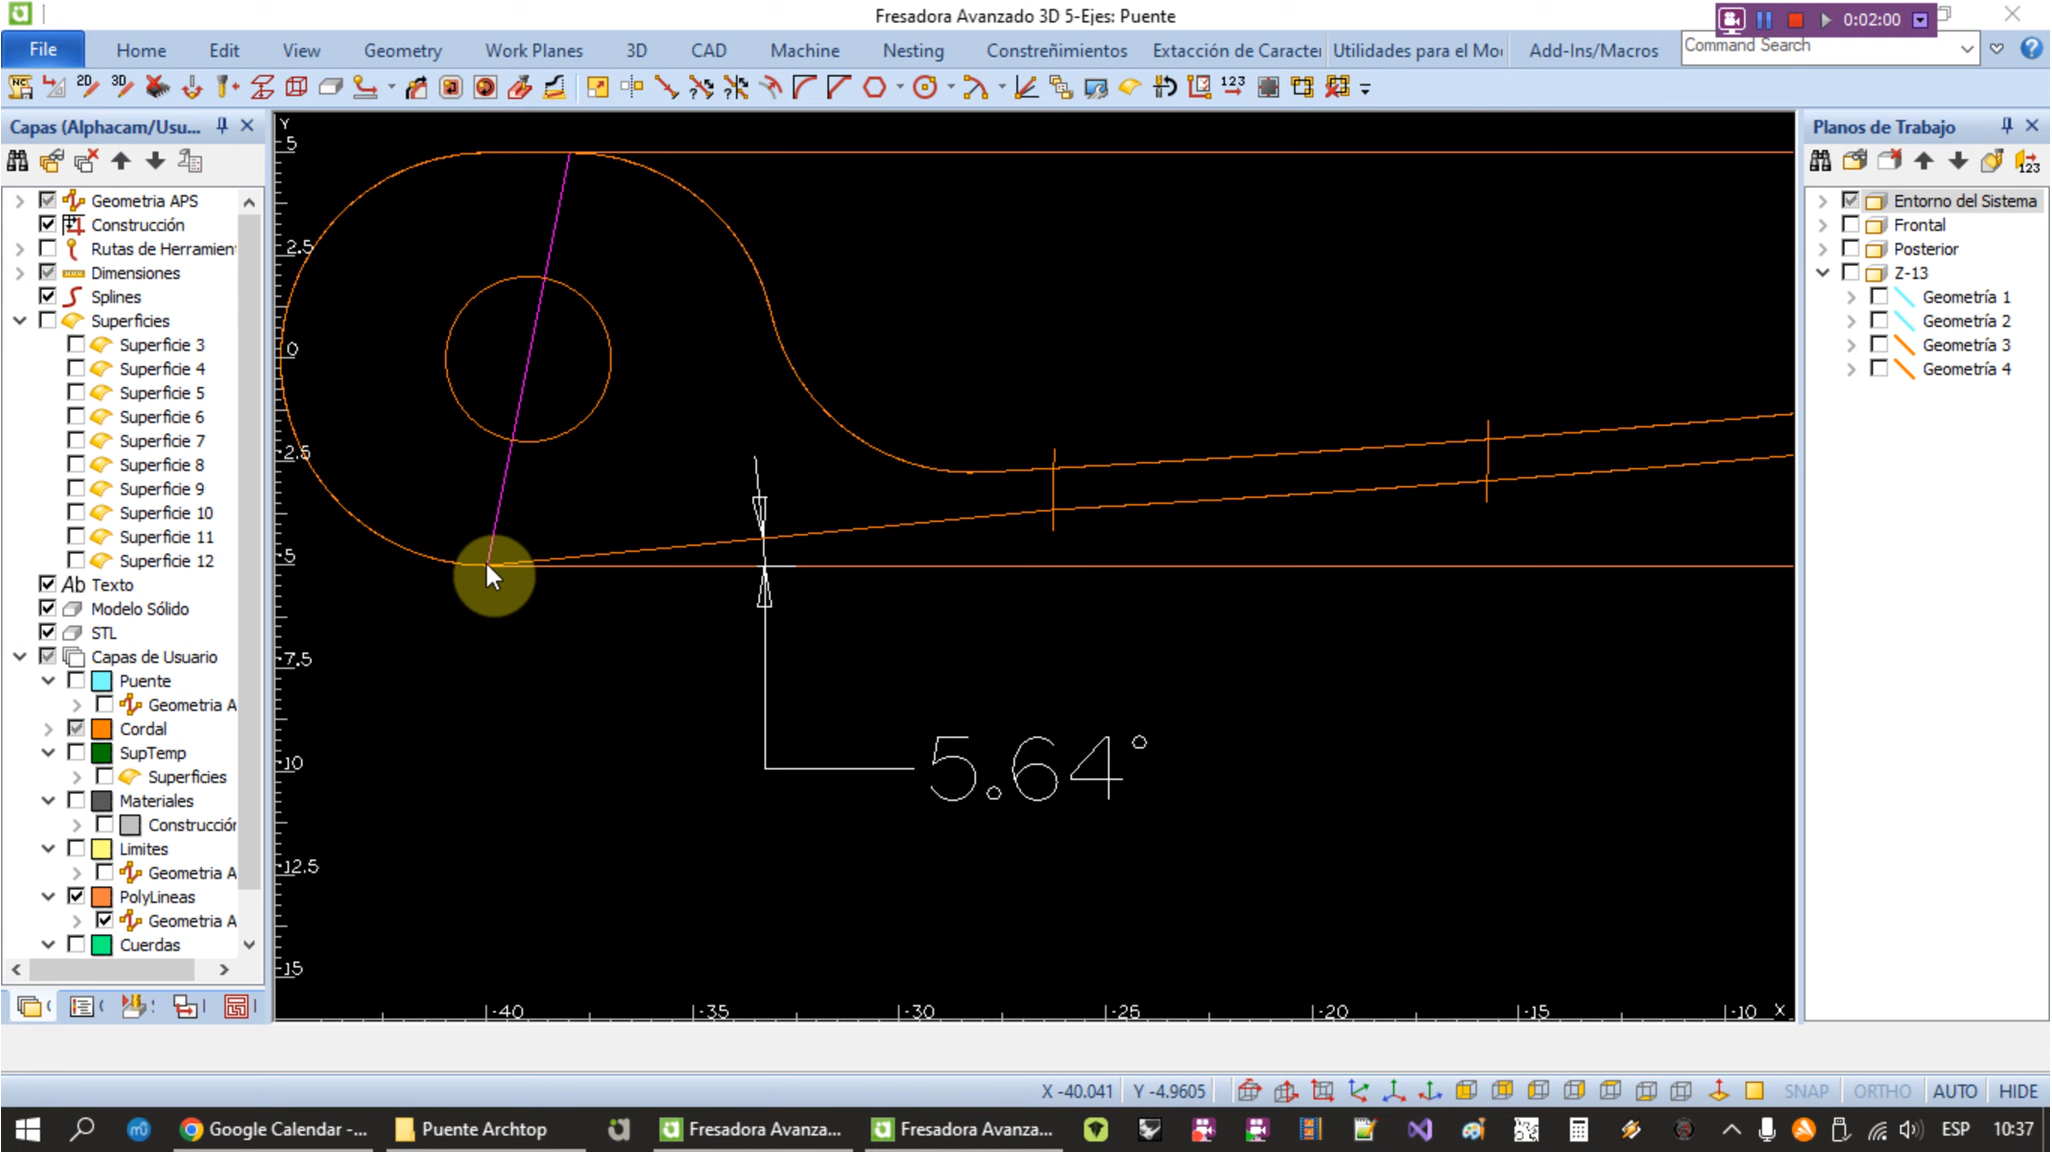 Fresadora Avanzado 3D 5-Ejes: Puente
0:02:00
File Home Edit View Geometry Work Planes 3D CAD Machine Nesting Constreñimientos Extracción de Caracte Utilidades para el Mo Add-Ins/Macros
Command Search
NC 2D 3D 123
Capas (Alphacam/Usu...
Geometria APS
Construcción
Rutas de Herramien
Dimensiones
Splines
Superficies
Superficie 3
Superficie 4
Superficie 5
Superficie 6
Superficie 7
Superficie 8
Superficie 9
Superficie 10
Superficie 11
Superficie 12
Ab Texto
Modelo Sólido
STL
Capas de Usuario
Puente
Geometria A
Cordal
SupTemp
Superficies
Materiales
Construcción
Limites
Geometria A
PolyLineas
Geometria A
Cuerdas
Y
5
2.5
0
-2.5
-5
-7.5
-10
-12.5
-15
5.64°
-40 -35 -30 -25 -20 -15 -10 X
Planos de Trabajo
123
Entorno del Sistema
Frontal
Posterior
Z-13
Geometría 1
Geometría 2
Geometría 3
Geometría 4
X -40.041 Y -4.9605 SNAP ORTHO AUTO HIDE
Google Calendar -... Puente Archtop Fresadora Avanza... Fresadora Avanza... ESP 10:37